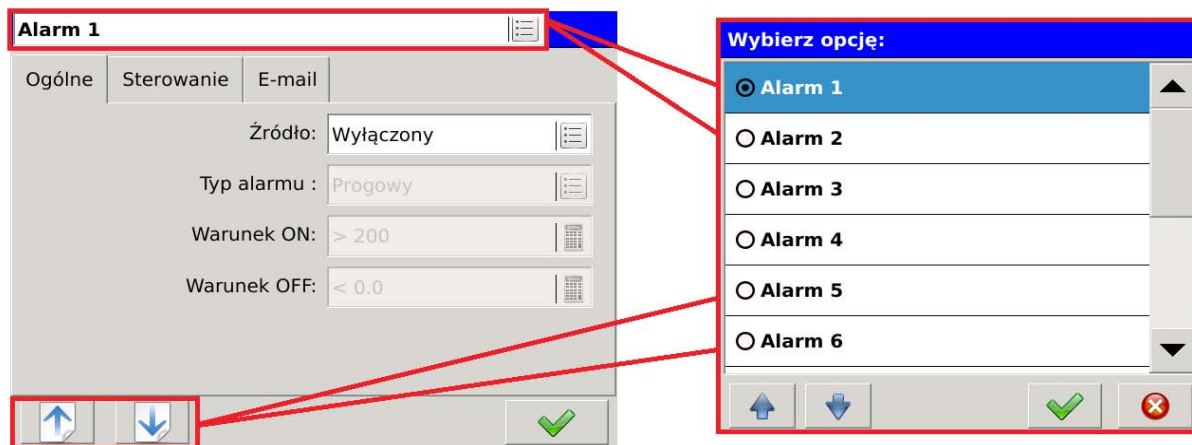 Alarm 1
Ogólne Sterowanie E-mail
Źródło: Wyłączony
Typ alarmu : Progowy
Warunek ON: > 200
Warunek OFF: < 0.0
Wybierz opcję:
Alarm 1
Alarm 2
Alarm 3
Alarm 4
Alarm 5
Alarm 6